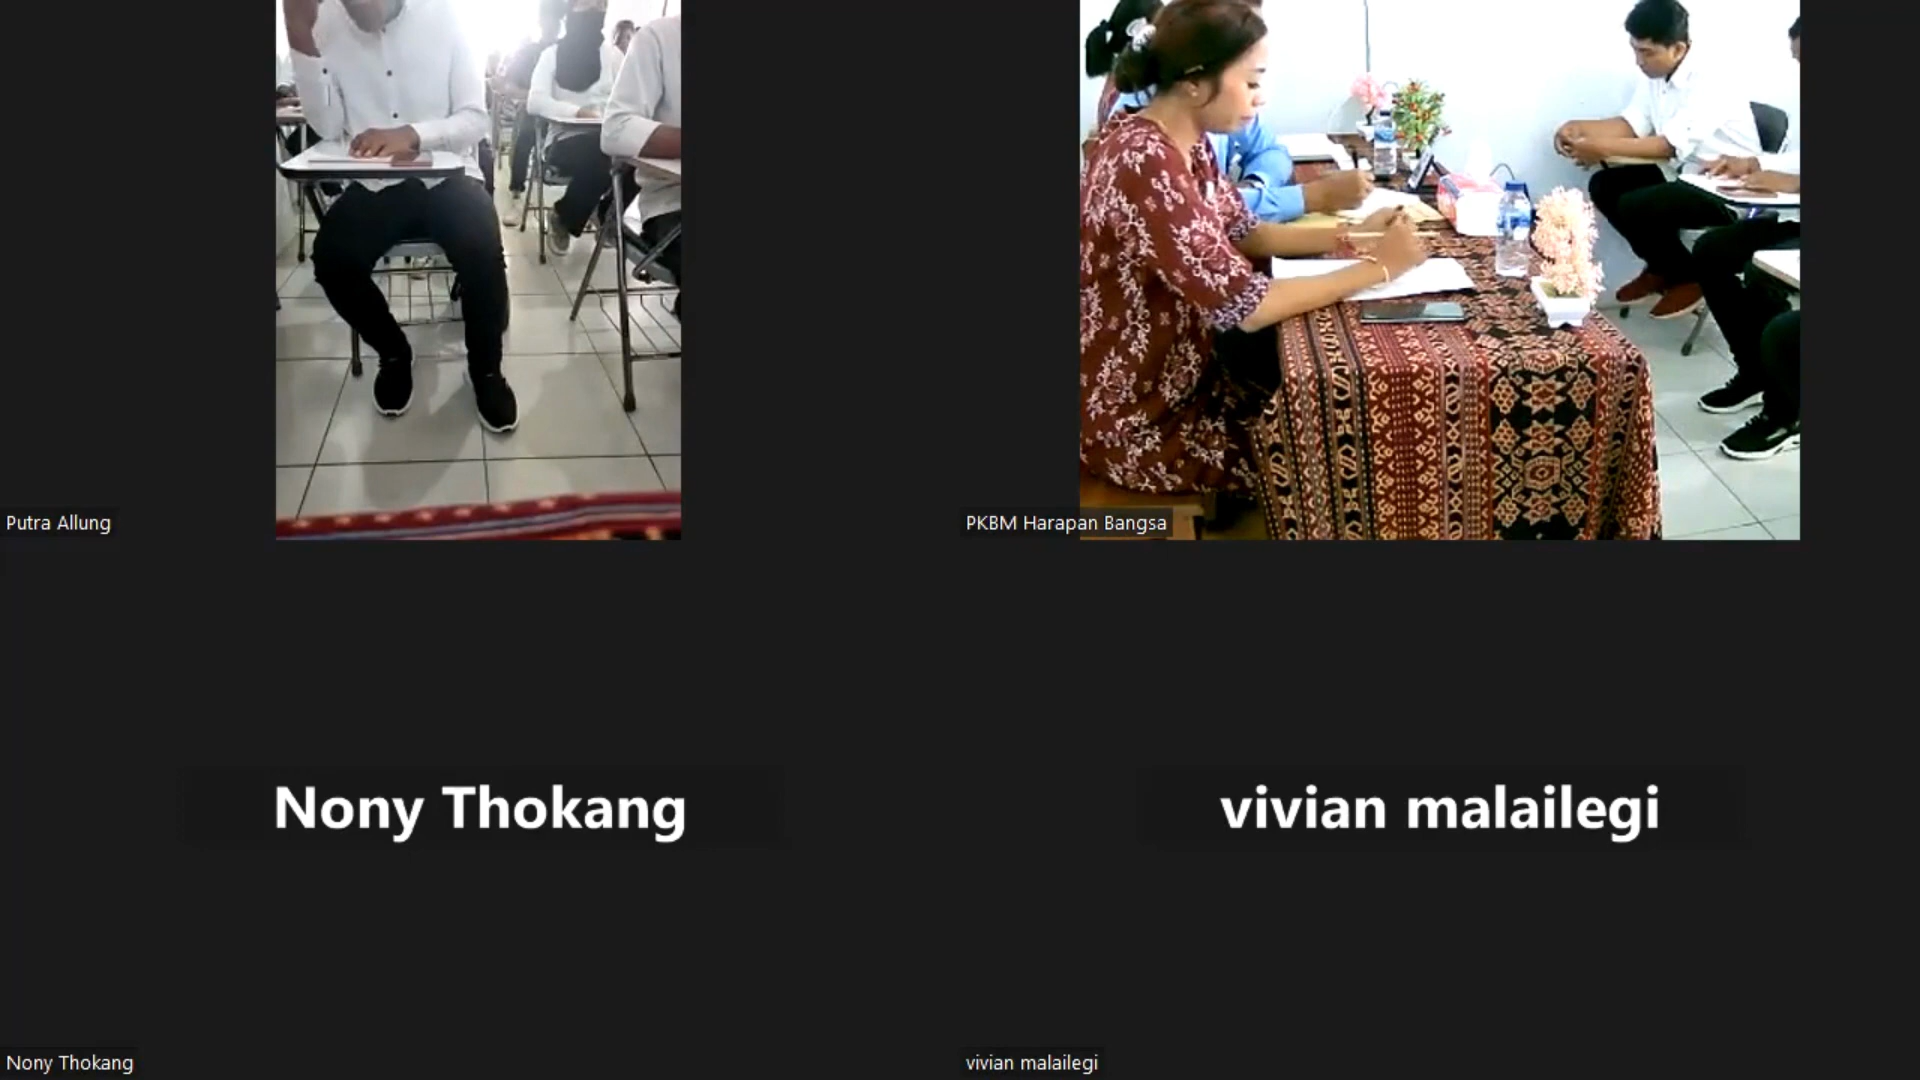 Putra Allung
PKBM Harapan Bangsa
Nony Thokang
vivian malailegi
Nony Thokang
vivian malailegi